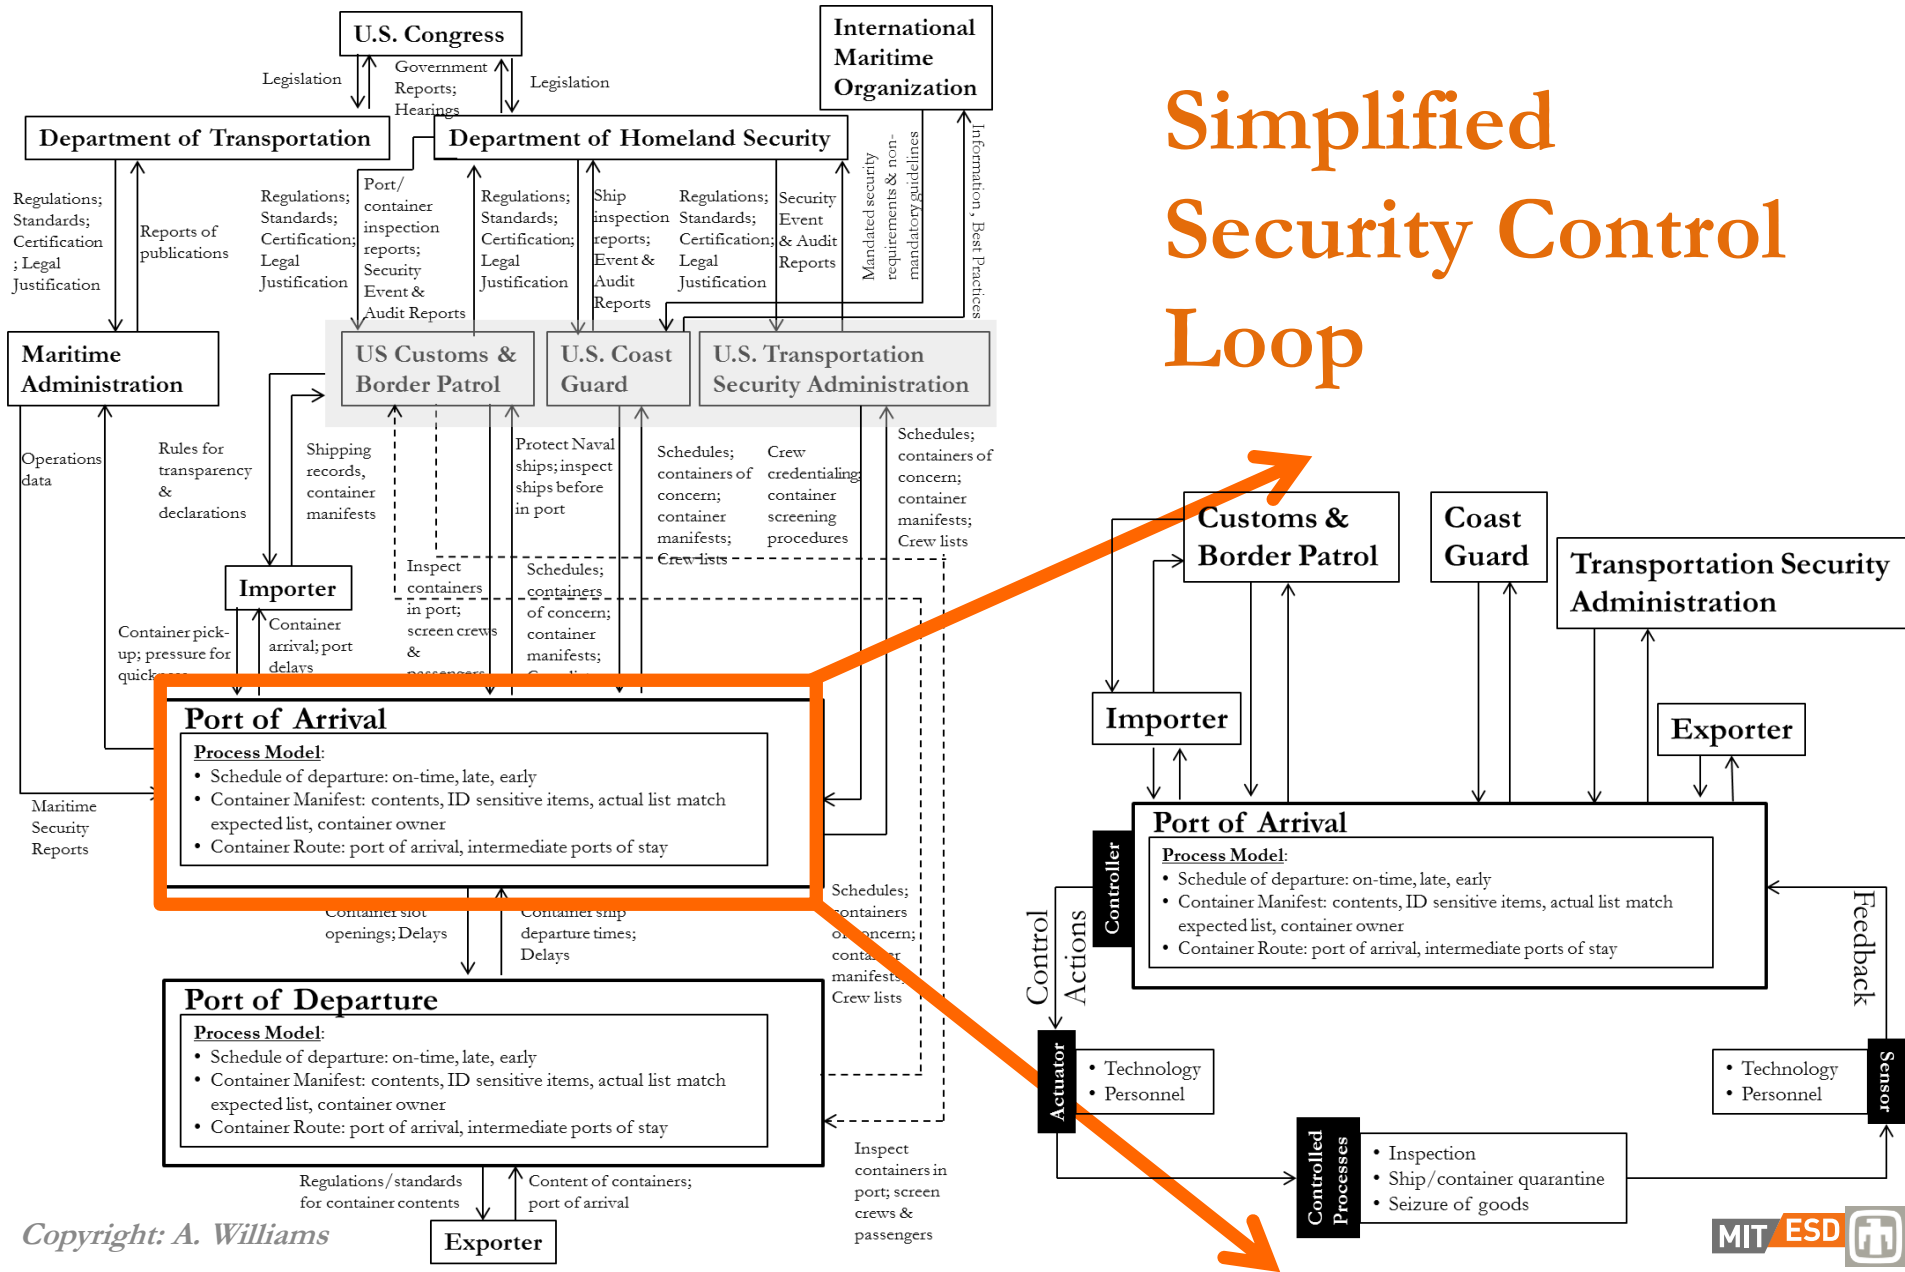 U.S. Congress
International
Maritime
Organization
Legislation
Government
Reports;
Hearings
Legislation
Department of Transportation
Department of Homeland Security
Simplified
Security Control
Loop
Regulations;
Standards;
Certification
; Legal
Justification
Reports of
publications
Regulations;
Standards;
Certification;
Legal
Justification
Port/
container
inspection
reports;
Security
Event &
Audit Reports
Regulations;
Standards;
Certification;
Legal
Justification
Ship
inspection
reports;
Event &
Audit
Reports
Regulations;
Standards;
Certification;
Legal
Justification
Security
Event
& Audit
Reports
Mandated security
requirements & non-
mandatory guidelines
Information , Best Practices
Maritime
Administration
US Customs &
Border Patrol
U.S. Coast
Guard
U.S. Transportation
Security Administration
Operations
data
Rules for
transparency
&
declarations
Shipping
records,
container
manifests
Protect Naval
ships; inspect
ships before
in port
Schedules;
containers of
concern;
container
manifests;
Crew lists
Crew
credentialing;
container
screening
procedures
Schedules;
containers of
concern;
container
manifests;
Crew lists
Importer
Container pick-
up; pressure for
Container
arrival; port
delays
Inspect
containers
in port;
screen crews
&
passengers
Schedules;
containers
of concern;
container
manifests;
Port of Arrival
Process Model:
• Schedule of departure: on-time, late, early
• Container Manifest: contents, ID sensitive items, actual list match
expected list, container owner
• Container Route: port of arrival, intermediate ports of stay
Maritime
Security
Reports
Container slot
openings; Delays
Container ship
departure times;
Delays
Schedules;
containers
of concern;
container
manifests;
Crew lists
Port of Departure
Process Model:
• Schedule of departure: on-time, late, early
• Container Manifest: contents, ID sensitive items, actual list match
expected list, container owner
• Container Route: port of arrival, intermediate ports of stay
Inspect
containers in
port; screen
crews &
passengers
Regulations/standards
for container contents
Content of containers;
port of arrival
Exporter
Copyright: A. Williams
Customs &
Border Patrol
Coast
Guard
Transportation Security
Administration
Importer
Exporter
Port of Arrival
Process Model:
• Schedule of departure: on-time, late, early
• Container Manifest: contents, ID sensitive items, actual list match
expected list, container owner
• Container Route: port of arrival, intermediate ports of stay
Controller
Control
Actions
Feedback
Actuator
• Technology
• Personnel
• Technology
• Personnel
Sensor
Controlled
Processes
• Inspection
• Ship/container quarantine
• Seizure of goods
MIT ESD